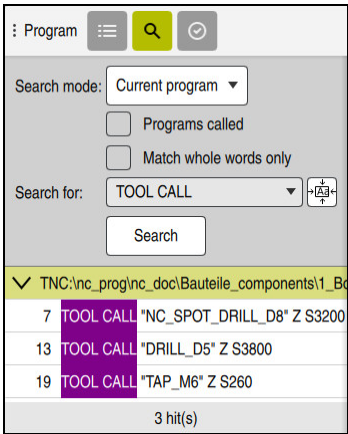 Program
Search mode: Current program
Programs called
Match whole words only
Search for: TOOL CALL Aa
Search
TNC:\nc_prog\nc_doc\Bauteile_components\1_Bo
7 TOOL CALL "NC_SPOT_DRILL_D8" Z S3200
13 TOOL CALL "DRILL_D5" Z S3800
19 TOOL CALL "TAP_M6" Z S260
3 hit(s)